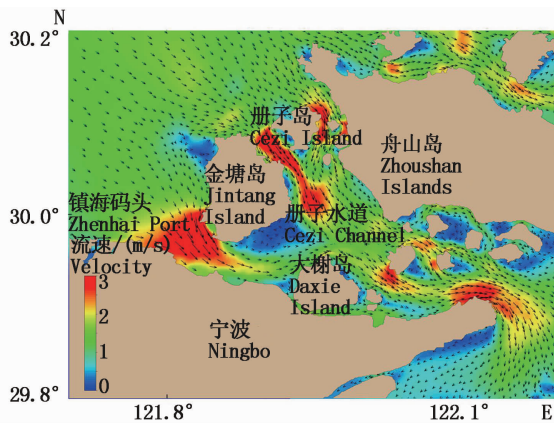 N
30.2°
册子岛
Cezi Island
舟山岛
Zhoushan
Islands
金塘岛
Jintang
Island
镇海码头
Zhenhai Port
30.0°
册子水道
Cezi Channel
流速/(m/s)
Velocity
大榭岛
Daxie
Island
3
2
1
0
宁波
Ningbo
29.8°
121.8°
122.1°
E